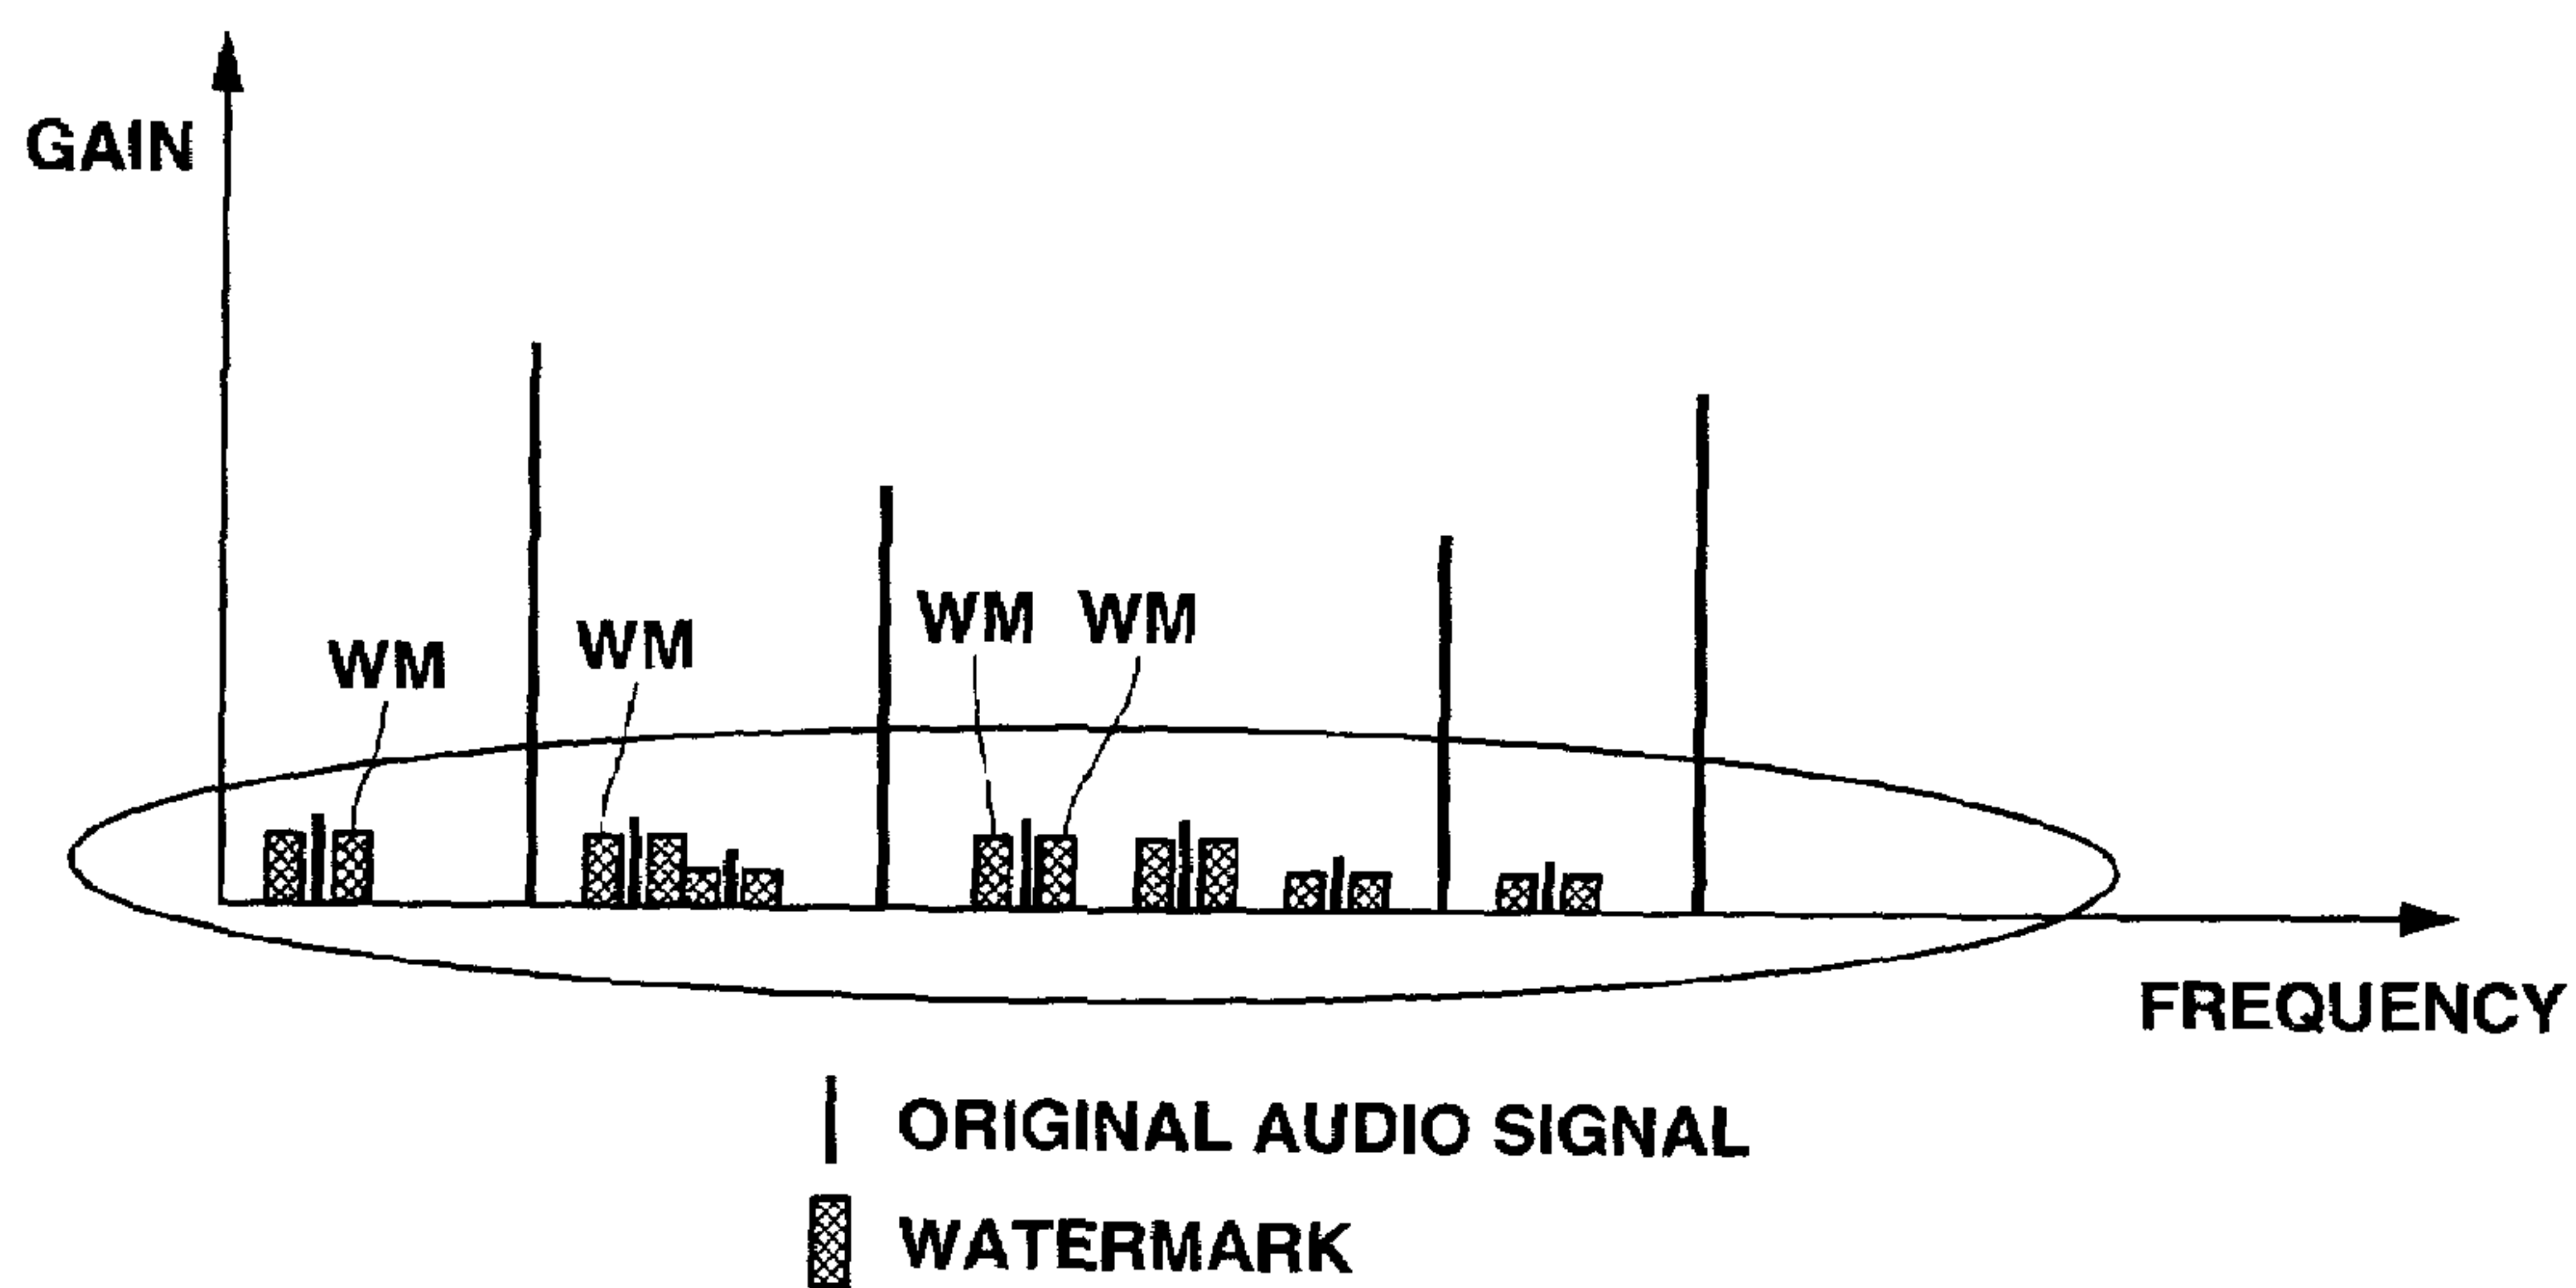 GAIN
WM
WM
WM WM
FREQUENCY
ORIGINAL AUDIO SIGNAL
WATERMARK